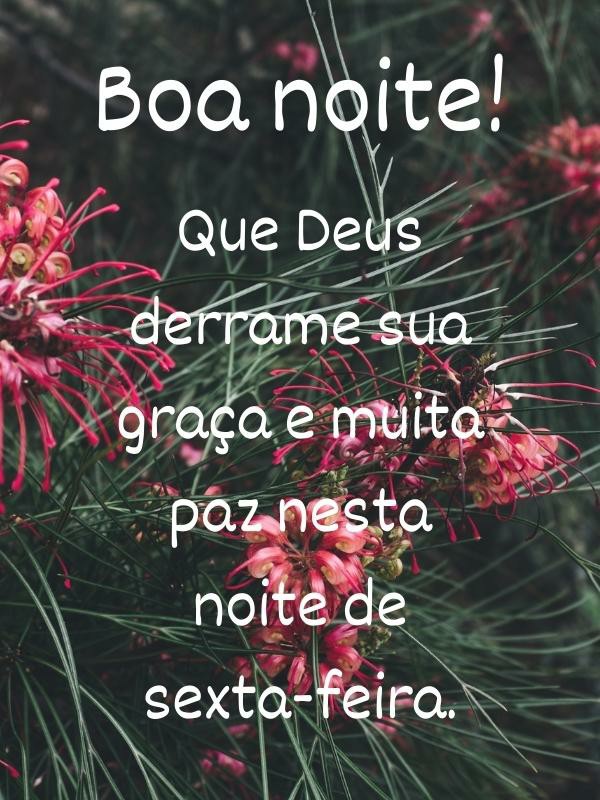 Boa noite!
Que Deus
derrame sua
graça e muita
paz nesta
noite de
sexta-feira.